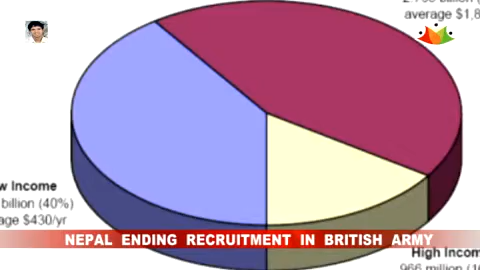 average $1,8
w Income
billion (40%)
age $430/yr
NEPAL ENDING RECRUITMENT IN BRITISH ARMY
High Incom
966 million (1